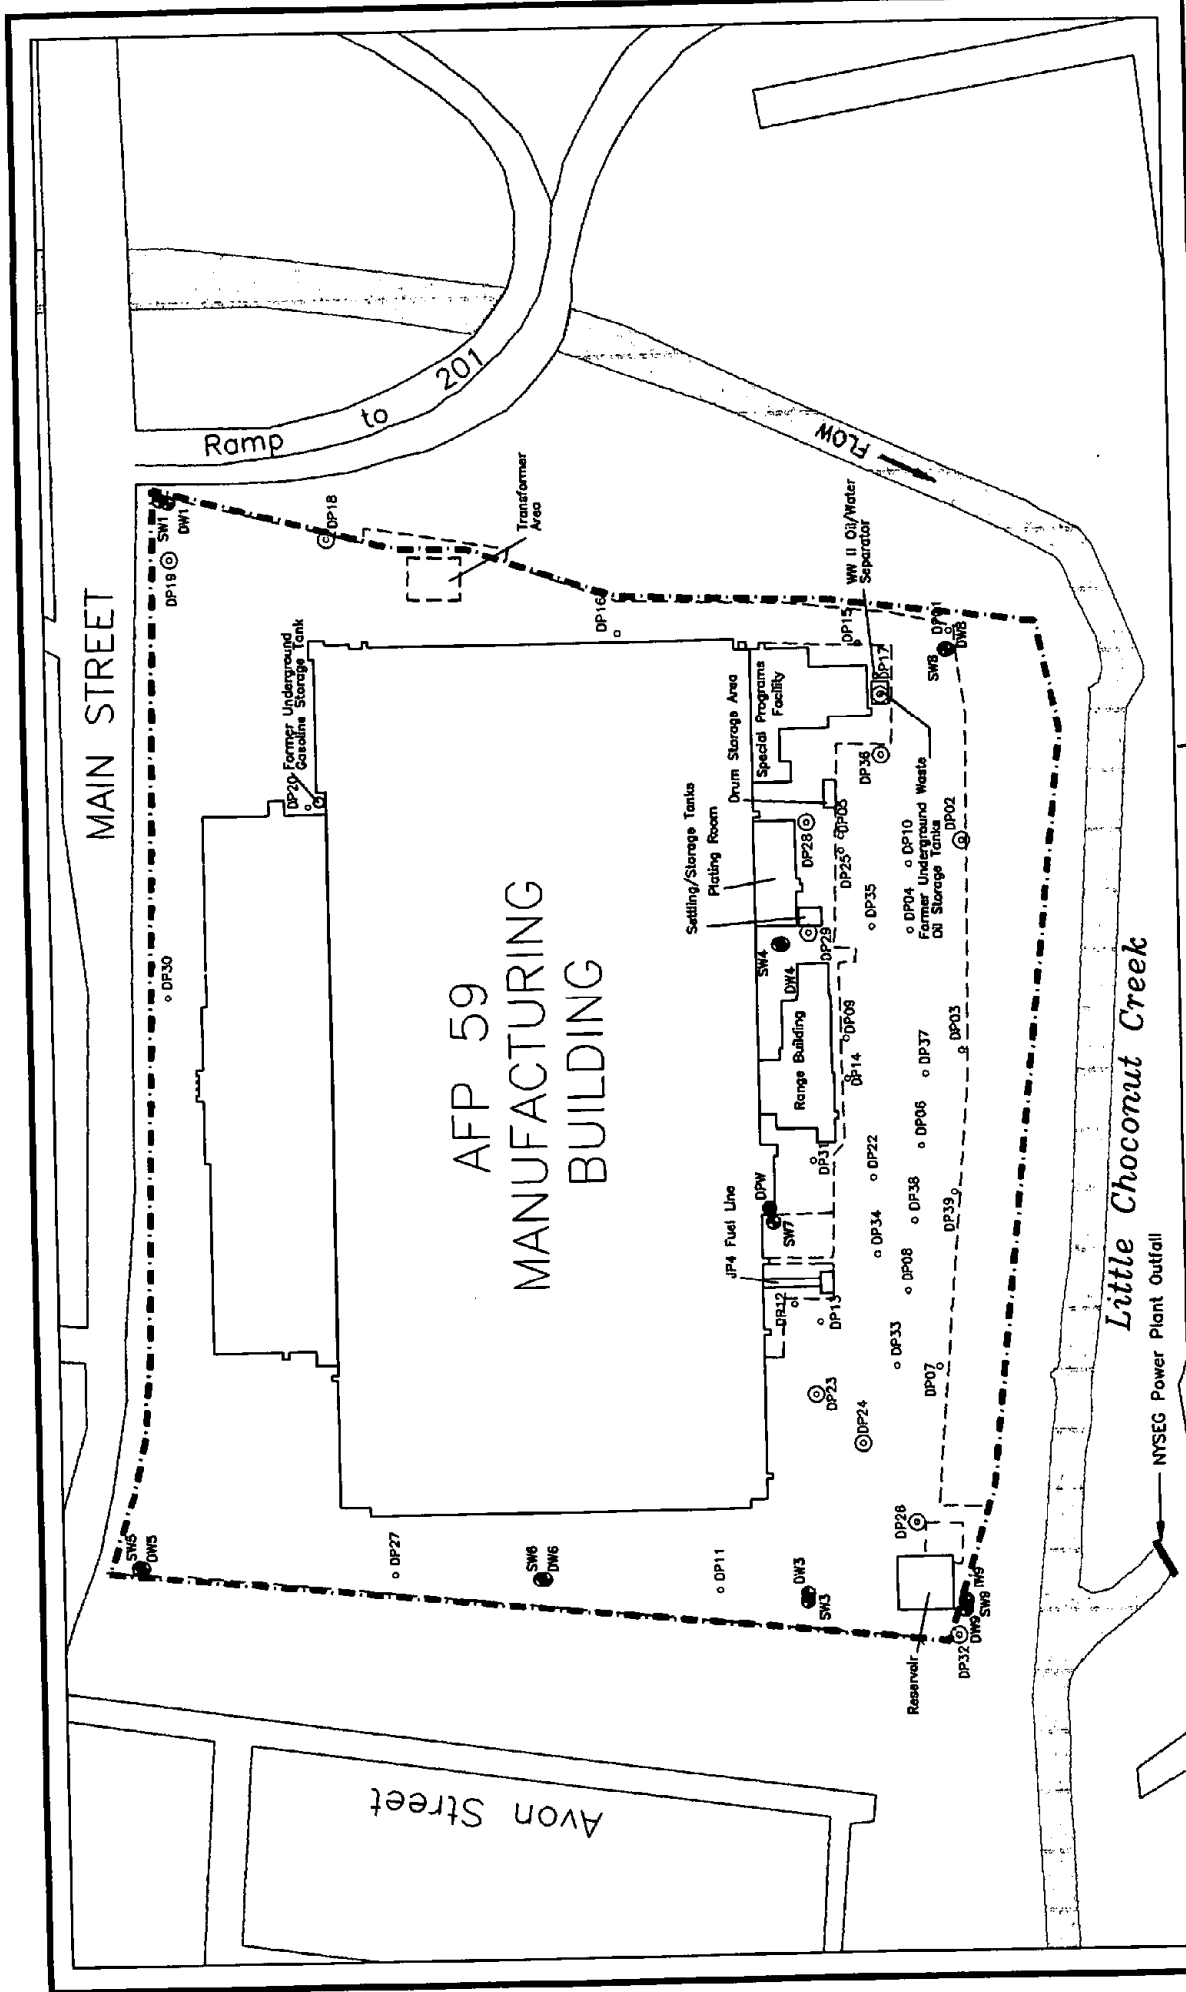 MAIN STREET
Ramp
to
201
SW1
DW1
DP19
DP18
Transformer
Area
DP16
DP20
Former Underground
Gasoline Storage Tank
DP30
SW5
DW5
DP27
SW6
DW6
DP11
DW3
SW3
AFP 59
MANUFACTURING
BUILDING
Settling/Storage Tanks
Plating Room
Drum Storage Area
Special Programs
Facility
WW II Oil/Water
Separator
DP15
DP17
DP01
DW8
SW8
DP36
DP28
DP25
DP05
DP35
DP10
DP04
Former Underground Waste
Oil Storage Tanks
DP02
DP29
SW4
DW4
Range Building
DP09
DP14
DP37
DP03
DP06
DP22
DP31
DPW
SW7
JP4 Fuel Line
DP34
DP38
DP39
DP08
DP12
DP13
DP33
DP07
DP23
DP24
DP26
Reservoir
DP32
DW9
SW9
IW9
FLOW
Little Choconut Creek
NYSEG Power Plant Outfall
Avon Street